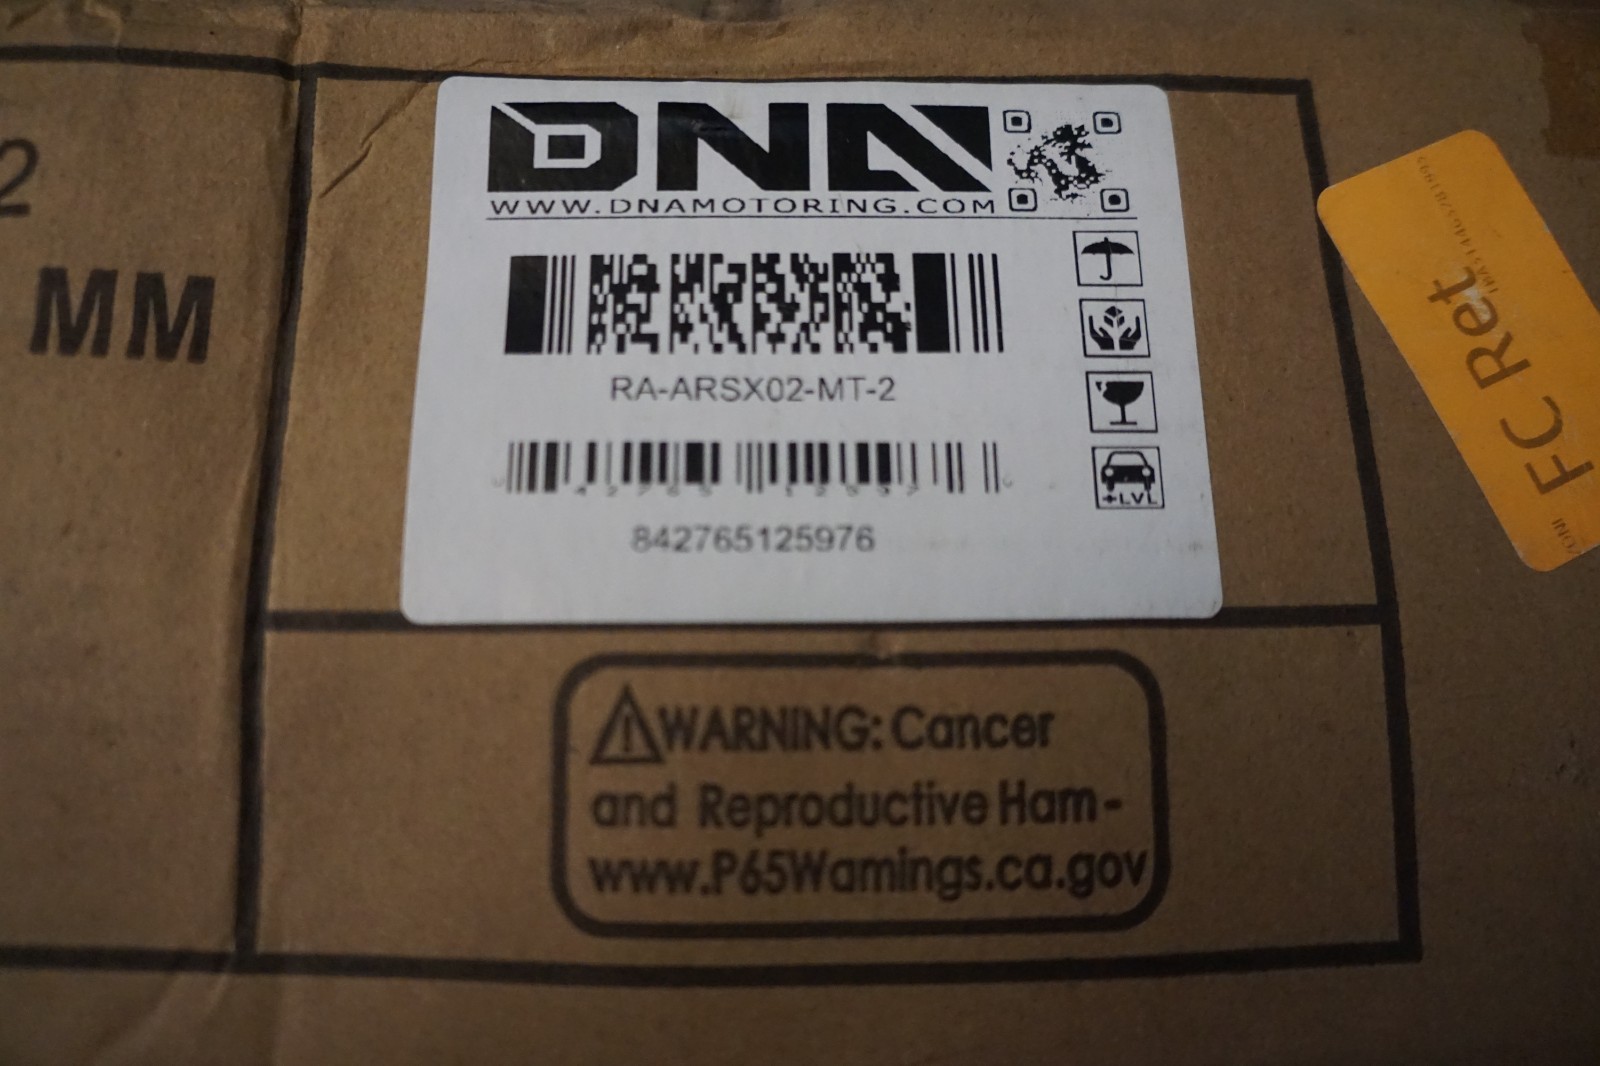 2
MM
DNA
WWW.DNAMOTORING.COM
RA-ARSX02-MT-2
842765125976
+LVL
FC Ret
WARNING: Cancer
and Reproductive Ham -
www.P65Wamings.ca.gov